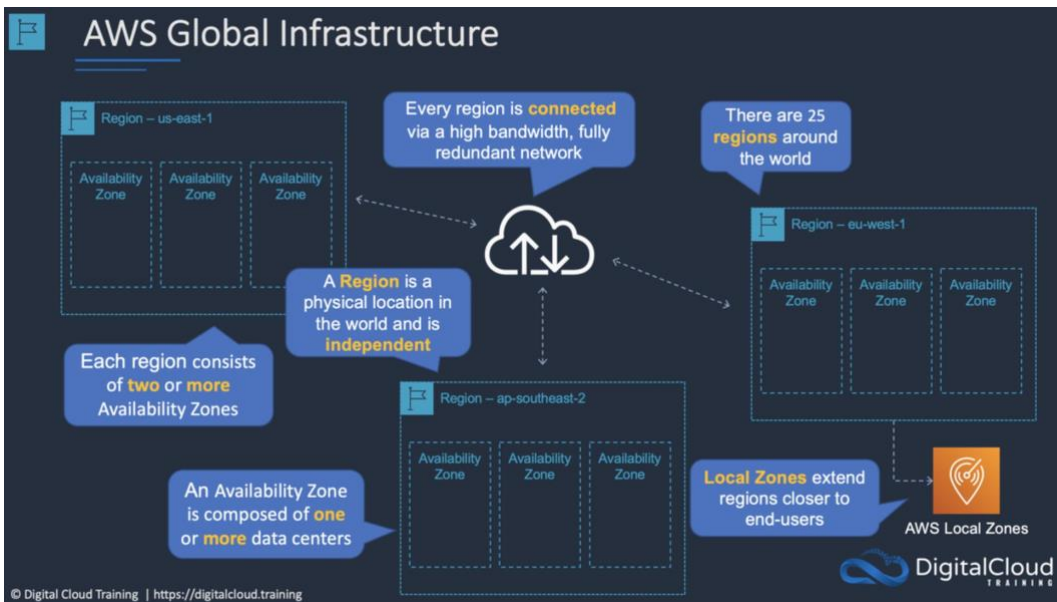 AWS Global Infrastructure
Every region is connected
via a high bandwidth, fully
redundant network
There are 25
regions around
the world
Region – us-east-1
Availability
Zone
Availability
Zone
Availability
Zone
Region – eu-west-1
Availability
Zone
Availability
Zone
Availability
Zone
A Region is a
physical location in
the world and is
independent
Each region consists
of two or more
Availability Zones
Region – ap-southeast-2
Availability
Zone
Availability
Zone
Availability
Zone
An Availability Zone
is composed of one
or more data centers
Local Zones extend
regions closer to
end-users
AWS Local Zones
DigitalCloud
TRAINING
© Digital Cloud Training | https://digitalcloud.training